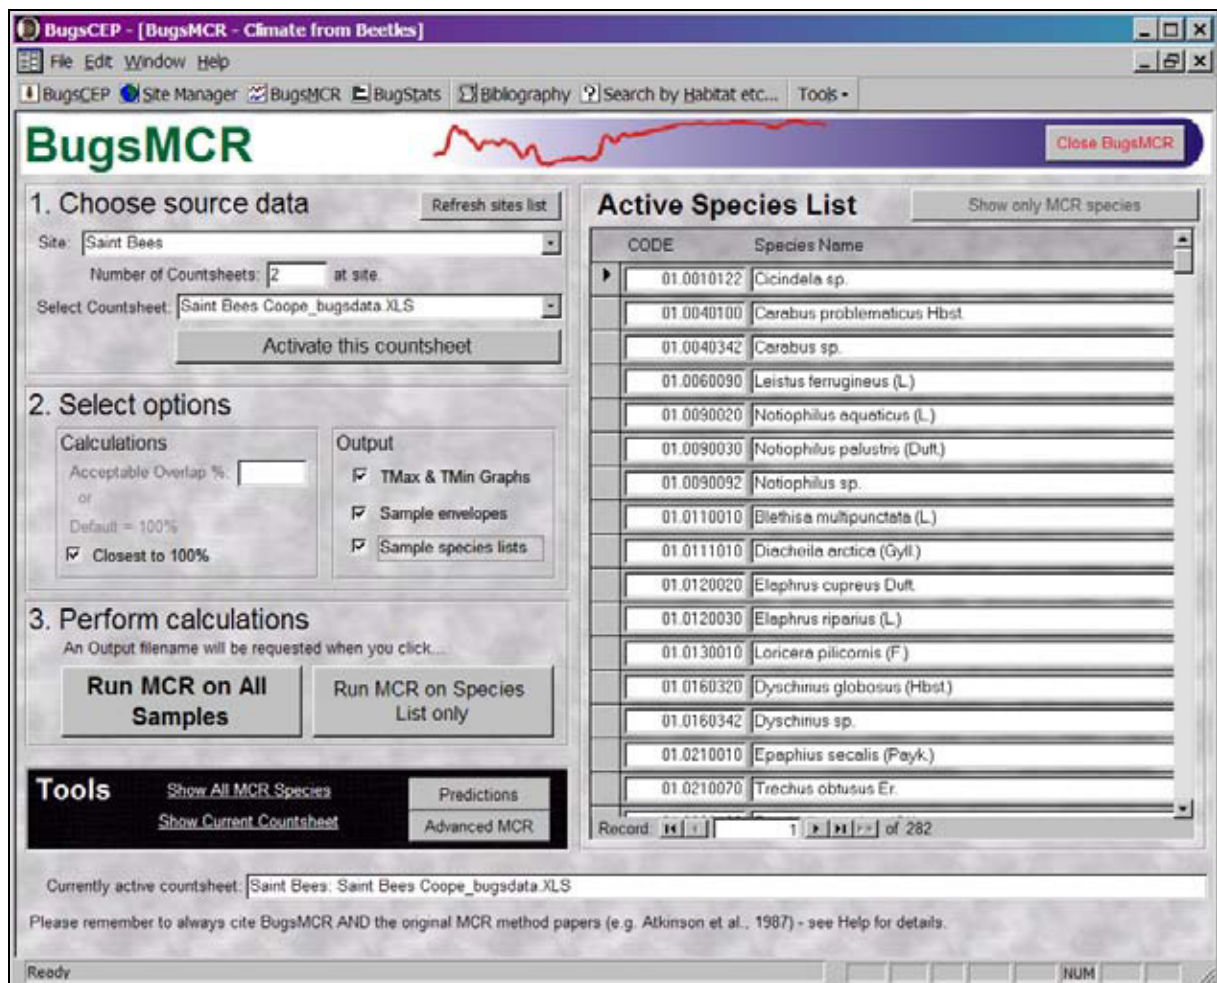 BugsCEP - [BugsMCR - Climate from Beetles]
File Edit Window Help
BugsCEP Site Manager BugsMCR BugStats Bibliography Search by Habitat etc... Tools
BugsMCR
Close BugsMCR
1. Choose source data
Refresh sites list
Site: Saint Bees
Number of Countsheets: 2 at site.
Select Countsheet: Saint Bees Coope_bugsdata.XLS
Activate this countsheet
2. Select options
Calculations
Acceptable Overlap %:
or
Default = 100%
Closest to 100%
Output
TMax & TMin Graphs
Sample envelopes
Sample species lists
3. Perform calculations
An Output filename will be requested when you click...
Run MCR on All
Samples
Run MCR on Species
List only
Tools
Show All MCR Species
Show Current Countsheet
Predictions
Advanced MCR
Active Species List
Show only MCR species
CODE Species Name
01.0010122 Cicindela sp.
01.0040100 Carabus problematicus Hbst.
01.0040342 Carabus sp.
01.0060090 Leistus ferrugineus (L.)
01.0090020 Notiophilus aquaticus (L.)
01.0090030 Notiophilus palustris (Duft.)
01.0090092 Notiophilus sp.
01.0110010 Blethisa multipunctata (L.)
01.0111010 Diacheila arctica (Gyll.)
01.0120020 Elaphrus cupreus Duft.
01.0120030 Elaphrus riparius (L.)
01.0130010 Loricera pilicornis (F.)
01.0160320 Dyschirius globosus (Hbst.)
01.0160342 Dyschirius sp.
01.0210010 Epaphius secalis (Payk.)
01.0210070 Trechus obtusus Er.
Record: 1 of 282
Currently active countsheet: Saint Bees: Saint Bees Coope_bugsdata.XLS
Please remember to always cite BugsMCR AND the original MCR method papers (e.g. Atkinson et al., 1987) - see Help for details.
Ready
NUM